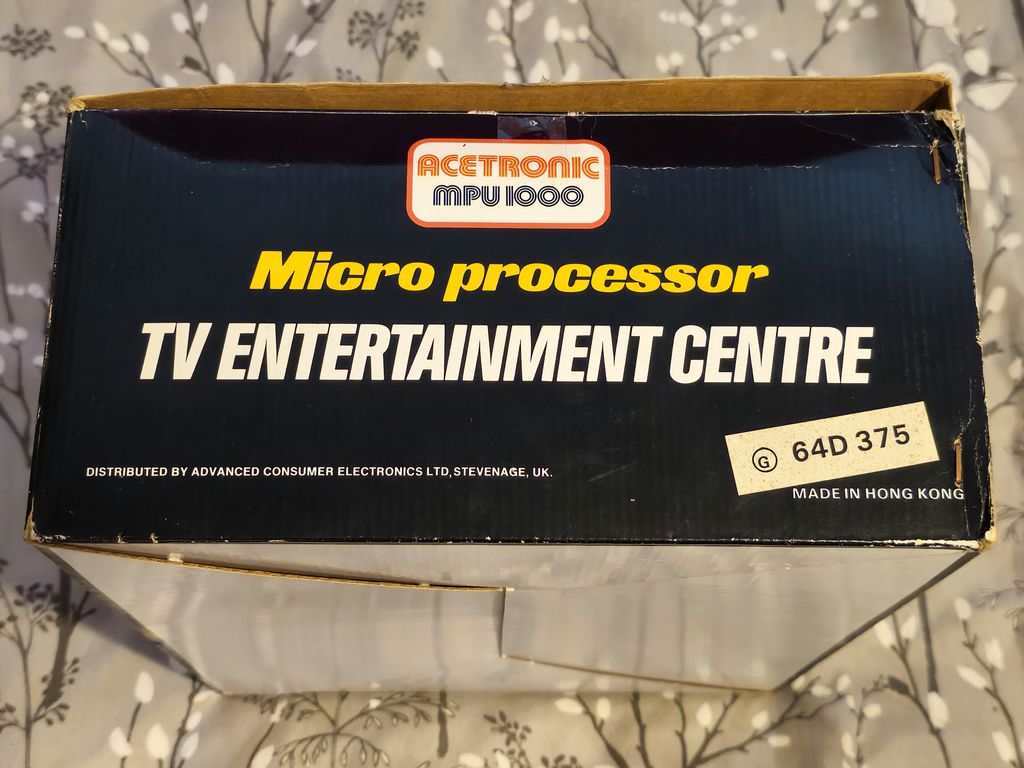 ACETRONIC
MPU 1000
Micro processor
TV ENTERTAINMENT CENTRE
Ⓖ 64D 375
DISTRIBUTED BY ADVANCED CONSUMER ELECTRONICS LTD, STEVENAGE, UK.
MADE IN HONG KONG